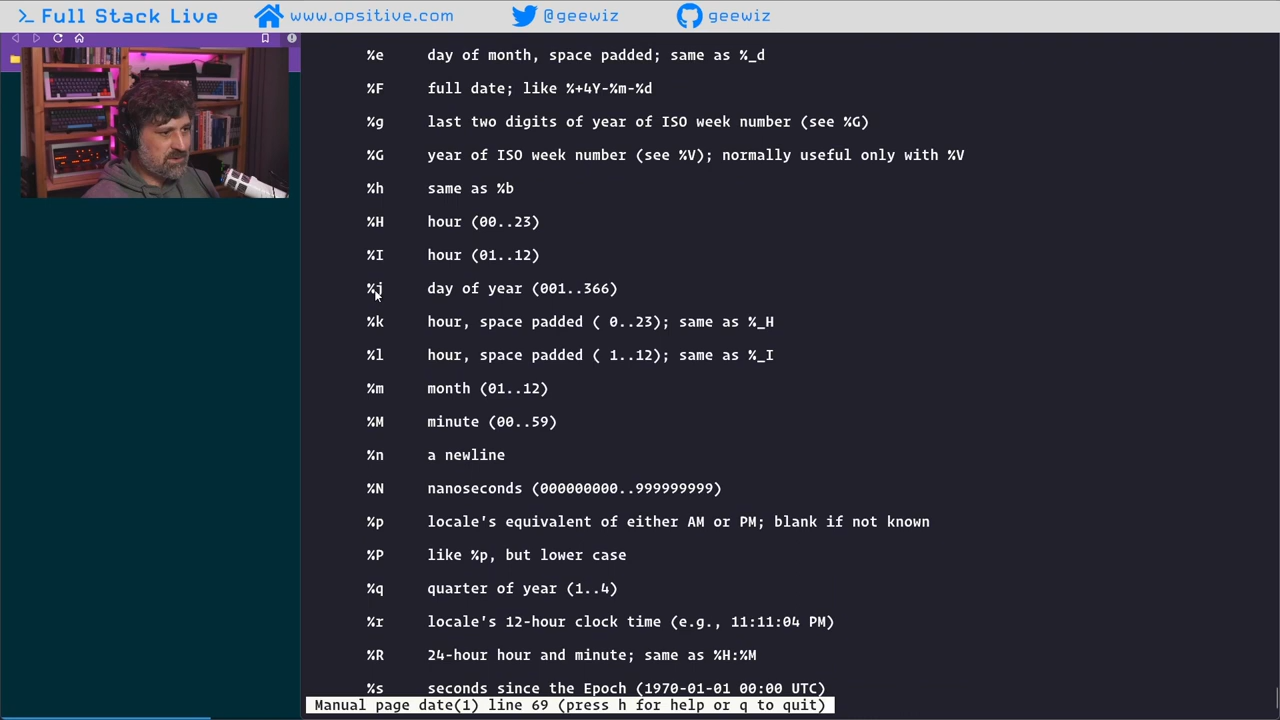 >_ Full Stack Live www.opsitive.com @geewiz geewiz
%e day of month, space padded; same as %_d
%F full date; like %+4Y-%m-%d
%g last two digits of year of ISO week number (see %G)
%G year of ISO week number (see %V); normally useful only with %V
%h same as %b
%H hour (00..23)
%I hour (01..12)
%j day of year (001..366)
%k hour, space padded ( 0..23); same as %_H
%l hour, space padded ( 1..12); same as %_I
%m month (01..12)
%M minute (00..59)
%n a newline
%N nanoseconds (000000000..999999999)
%p locale's equivalent of either AM or PM; blank if not known
%P like %p, but lower case
%q quarter of year (1..4)
%r locale's 12-hour clock time (e.g., 11:11:04 PM)
%R 24-hour hour and minute; same as %H:%M
%s seconds since the Epoch (1970-01-01 00:00 UTC)
Manual page date(1) line 69 (press h for help or q to quit)